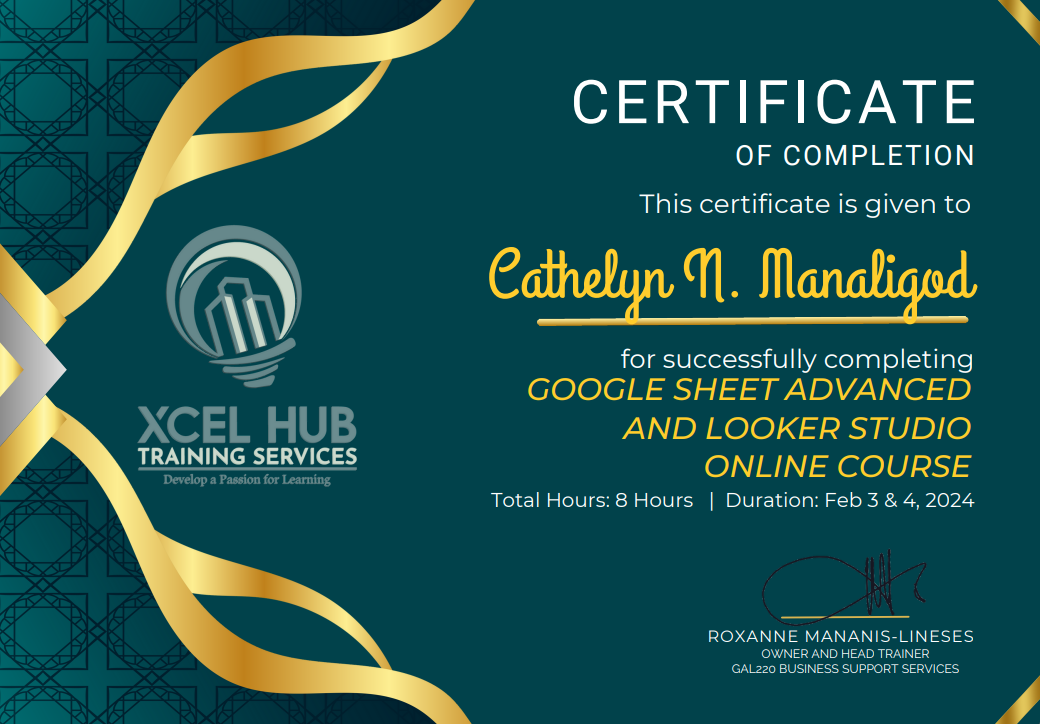 CERTIFICATE
OF COMPLETION
This certificate is given to
Cathelyn N. Manaligod
for successfully completing
GOOGLE SHEET ADVANCED
AND LOOKER STUDIO
ONLINE COURSE
Total Hours: 8 Hours | Duration: Feb 3 & 4, 2024
XCEL HUB
TRAINING SERVICES
Develop a Passion for Learning
ROXANNE MANANIS-LINESES
OWNER AND HEAD TRAINER
GAL220 BUSINESS SUPPORT SERVICES